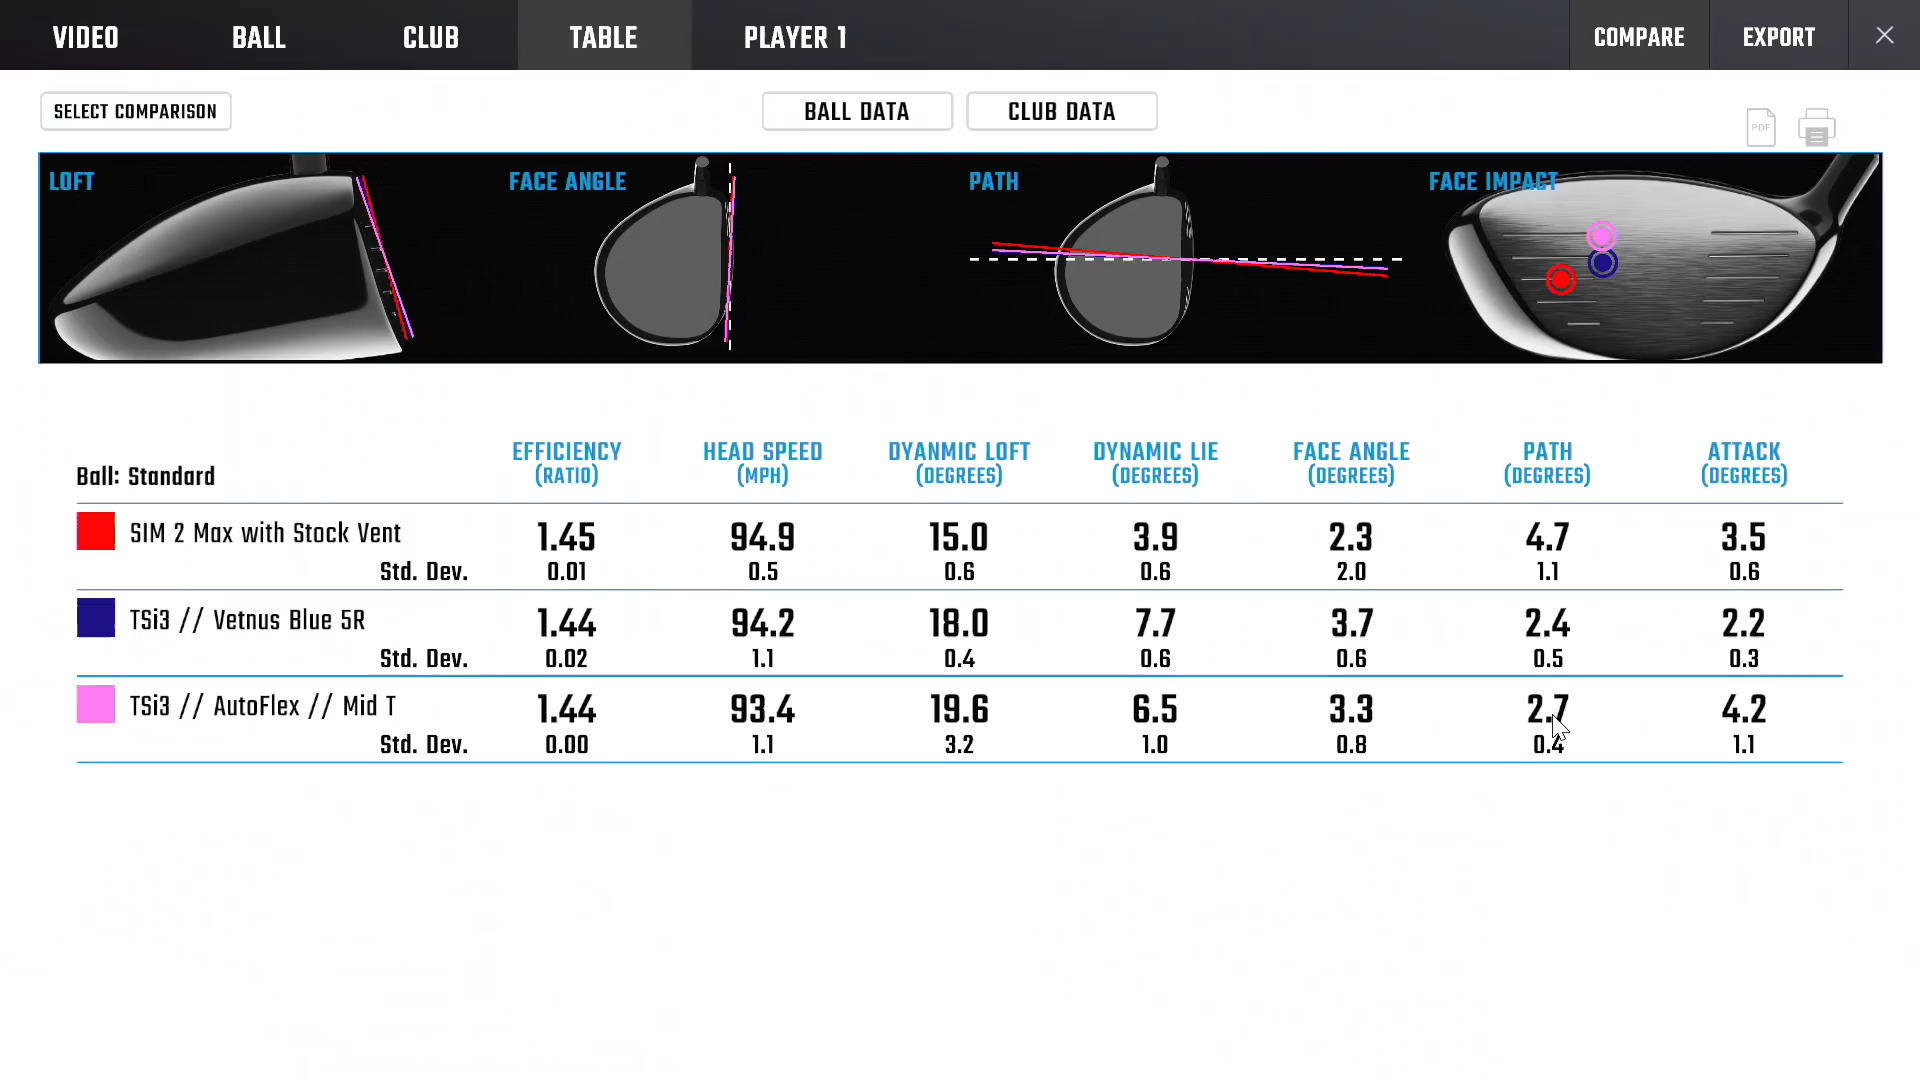 VIDEO BALL CLUB TABLE PLAYER 1 COMPARE EXPORT
SELECT COMPARISON BALL DATA CLUB DATA
PDF
LOFT FACE ANGLE PATH FACE IMPACT
EFFICIENCY HEAD SPEED DYANMIC LOFT DYNAMIC LIE FACE ANGLE PATH ATTACK
Ball: Standard (RATIO) (MPH) (DEGREES) (DEGREES) (DEGREES) (DEGREES) (DEGREES)
SIM 2 Max with Stock Vent 1.45 94.9 15.0 3.9 2.3 4.7 3.5
Std. Dev. 0.01 0.5 0.6 0.6 2.0 1.1 0.6
TSi3 // Vetnus Blue 5R 1.44 94.2 18.0 7.7 3.7 2.4 2.2
Std. Dev. 0.02 1.1 0.4 0.6 0.6 0.5 0.3
TSi3 // AutoFlex // Mid T 1.44 93.4 19.6 6.5 3.3 2.7 4.2
Std. Dev. 0.00 1.1 3.2 1.0 0.8 0.4 1.1